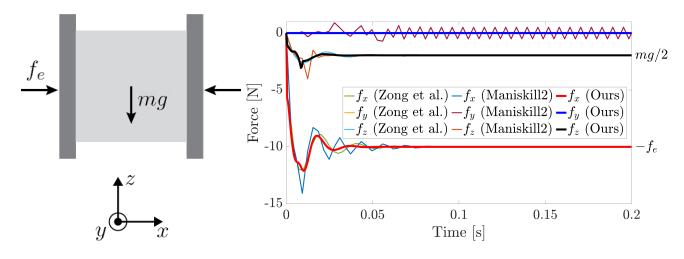 f_e
mg
z
y
x
Force [N]
0
-5
-10
-15
mg/2
-f_e
f_x (Zong et al.) f_x (Maniskill2) f_x (Ours)
f_y (Zong et al.) f_y (Maniskill2) f_y (Ours)
f_z (Zong et al.) f_z (Maniskill2) f_z (Ours)
0
0.05
0.1
0.15
0.2
Time [s]